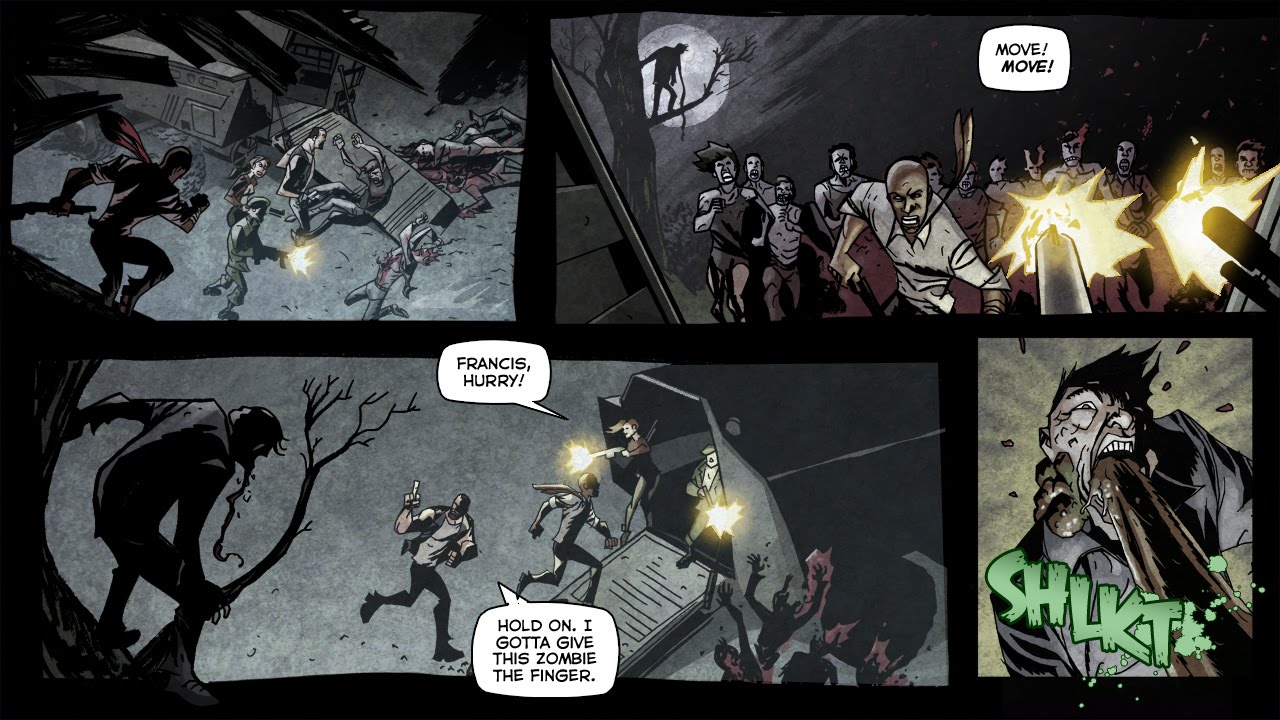 MOVE!
MOVE!
FRANCIS,
HURRY!
HOLD ON. I
GOTTA GIVE
THIS ZOMBIE
THE FINGER.
SHLKT